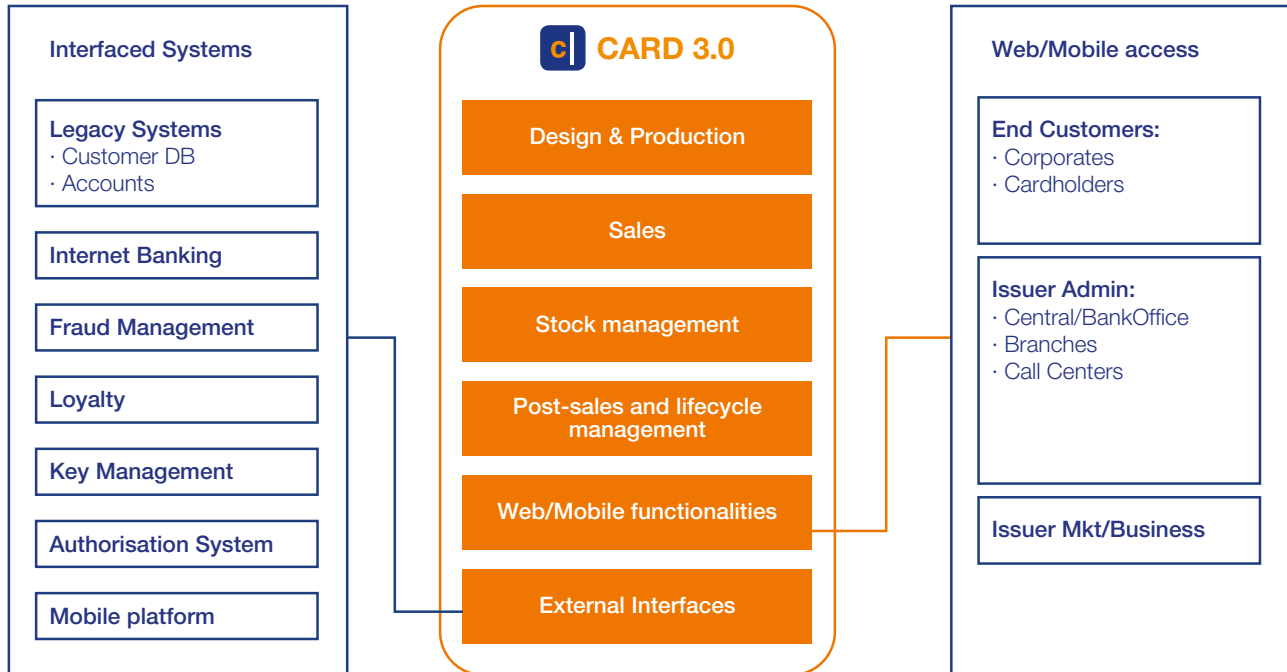 Interfaced Systems
Legacy Systems
· Customer DB
· Accounts
Internet Banking
Fraud Management
Loyalty
Key Management
Authorisation System
Mobile platform
c| CARD 3.0
Design & Production
Sales
Stock management
Post-sales and lifecycle
management
Web/Mobile functionalities
External Interfaces
Web/Mobile access
End Customers:
· Corporates
· Cardholders
Issuer Admin:
· Central/BankOffice
· Branches
· Call Centers
Issuer Mkt/Business